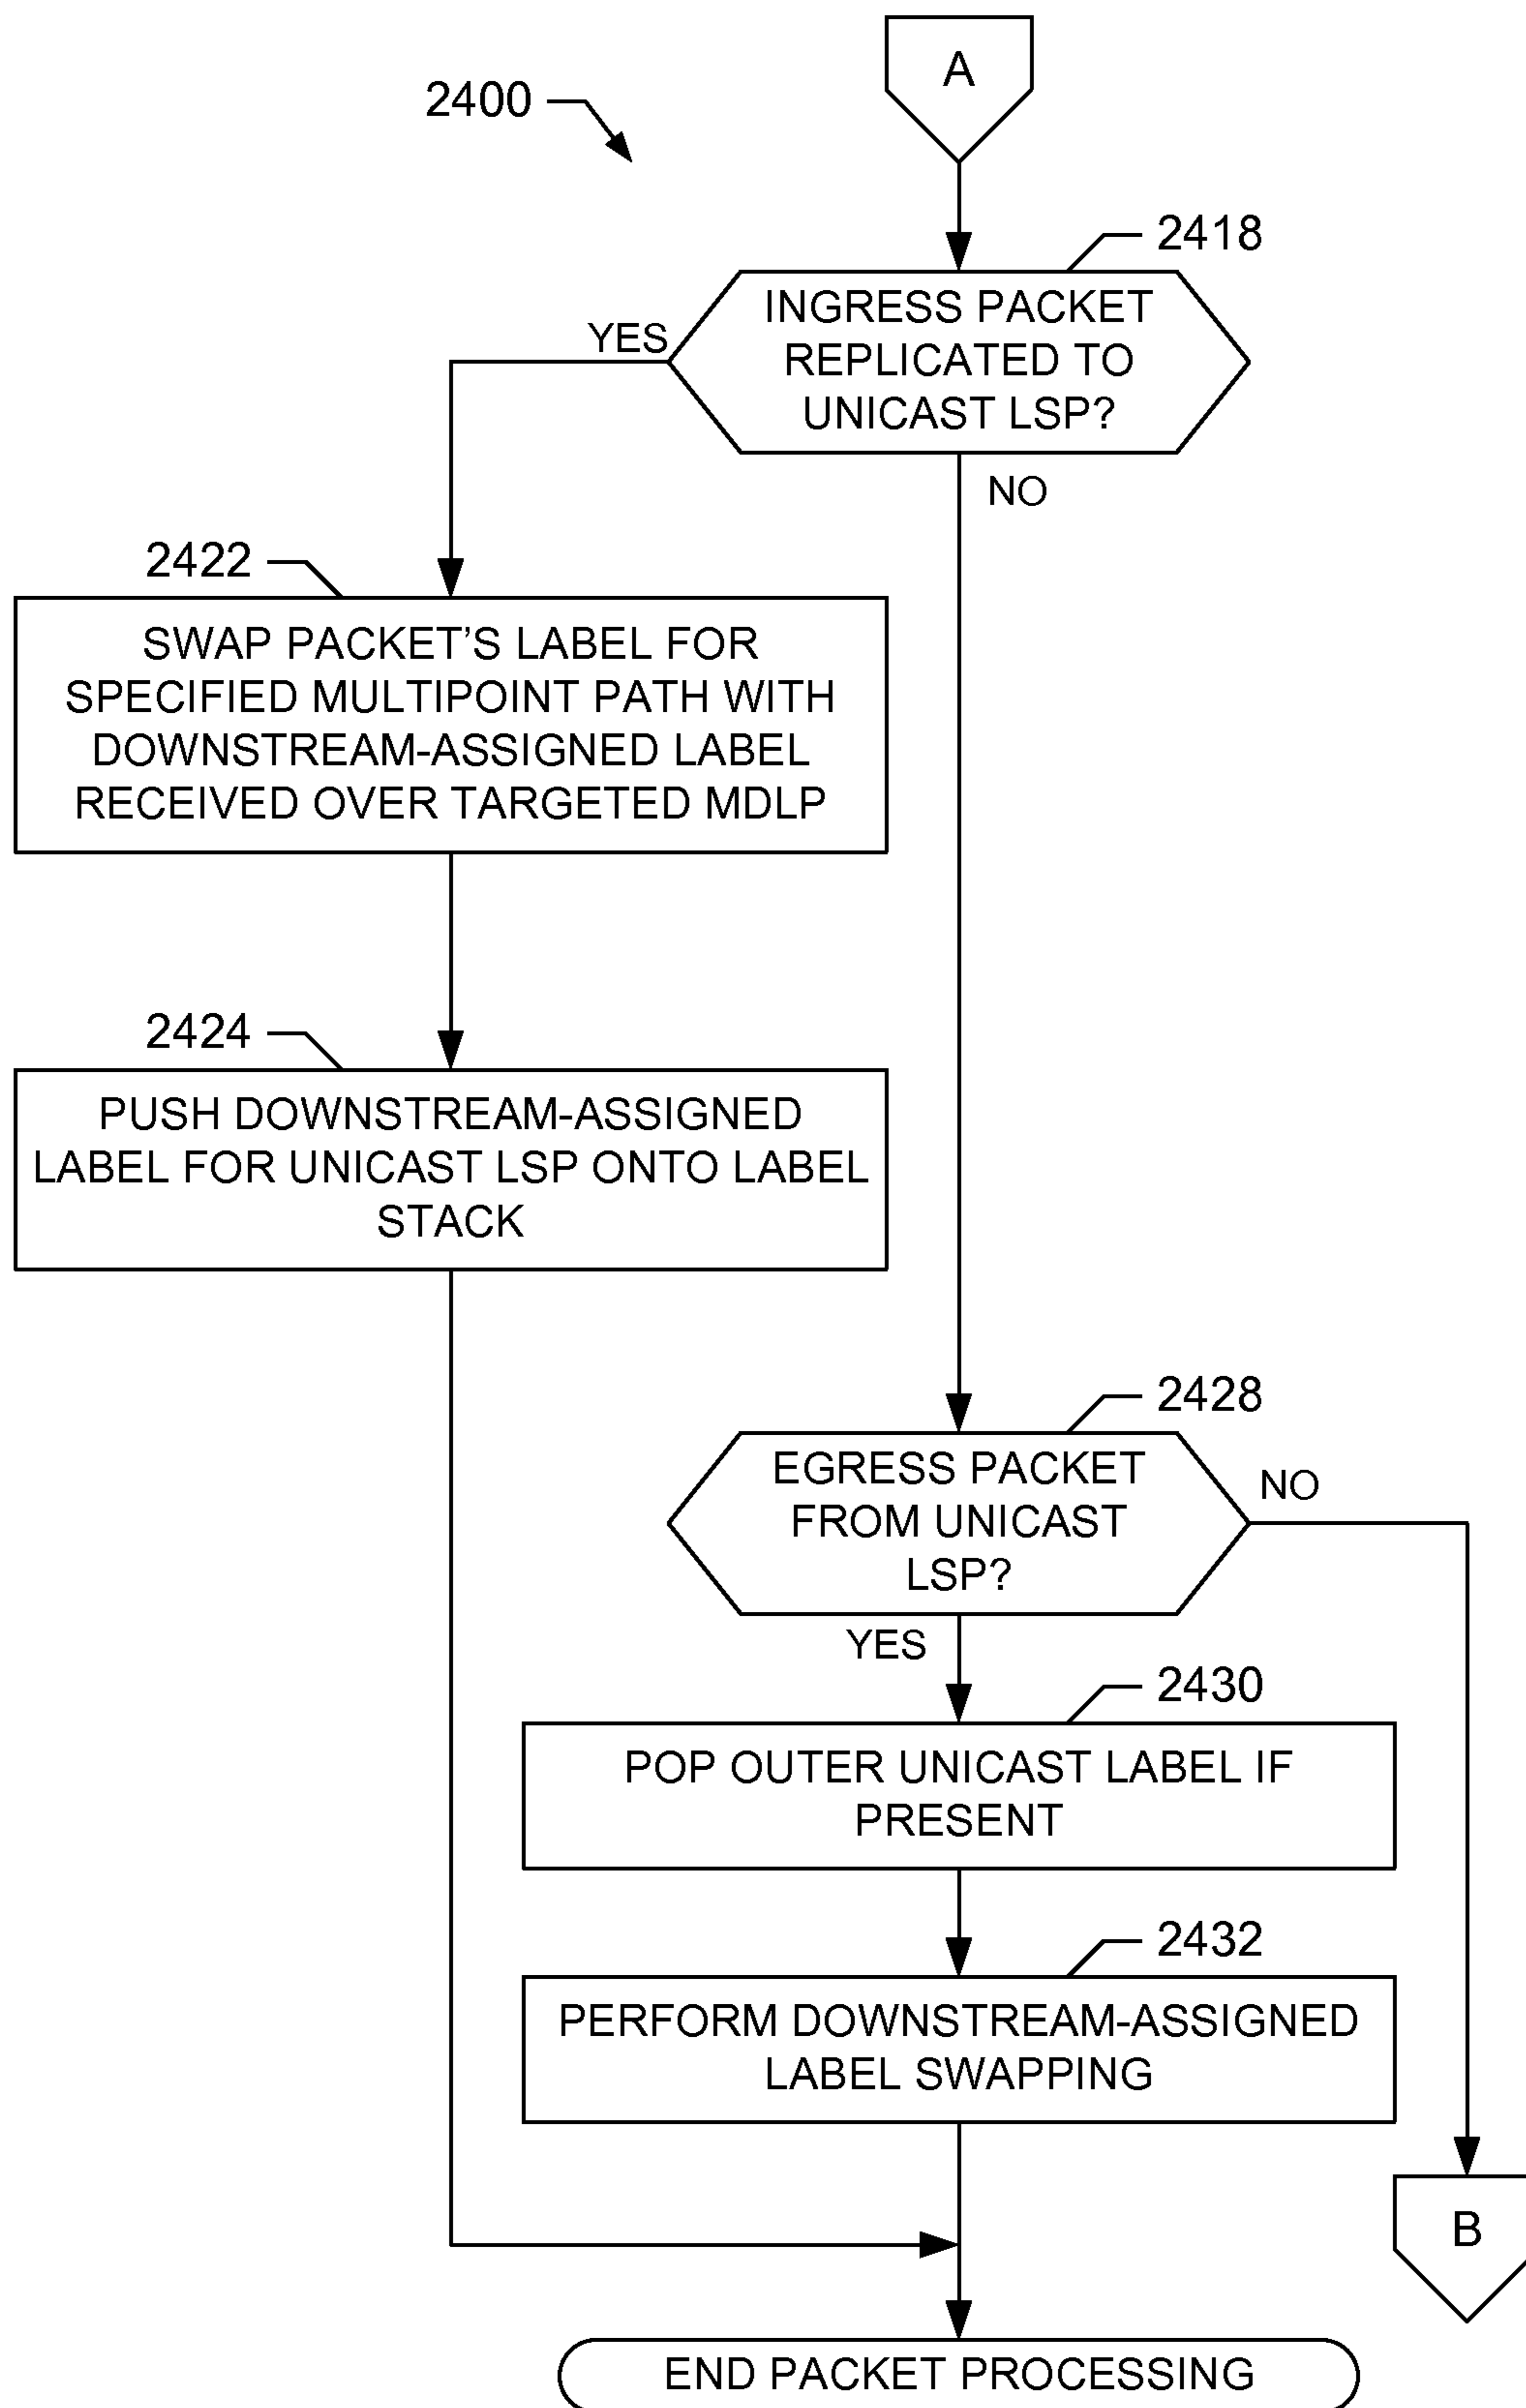 A
2400
2418
INGRESS PACKET
REPLICATED TO
UNICAST LSP?
YES
NO
2422
SWAP PACKET'S LABEL FOR
SPECIFIED MULTIPOINT PATH WITH
DOWNSTREAM-ASSIGNED LABEL
RECEIVED OVER TARGETED MDLP
2424
PUSH DOWNSTREAM-ASSIGNED
LABEL FOR UNICAST LSP ONTO LABEL
STACK
2428
EGRESS PACKET
FROM UNICAST
LSP?
NO
YES
2430
POP OUTER UNICAST LABEL IF
PRESENT
2432
PERFORM DOWNSTREAM-ASSIGNED
LABEL SWAPPING
B
END PACKET PROCESSING